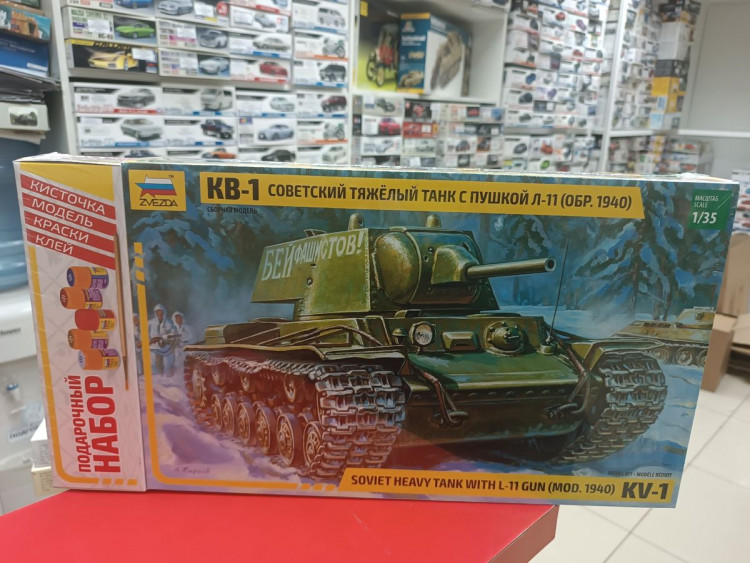 КИСТОЧКА
МОДЕЛЬ
КРАСКИ
КЛЕЙ
ПОДАРОЧНЫЙ
НАБОР
ZVEZDA
КВ-1 СОВЕТСКИЙ ТЯЖЁЛЫЙ ТАНК С ПУШКОЙ Л-11 (ОБР. 1940)
СБОРНАЯ МОДЕЛЬ
МАСШТАБ
SCALE
1/35
БЕЙ ФАШИСТОВ!
SOVIET HEAVY TANK WITH L-11 GUN (MOD. 1940) KV-1